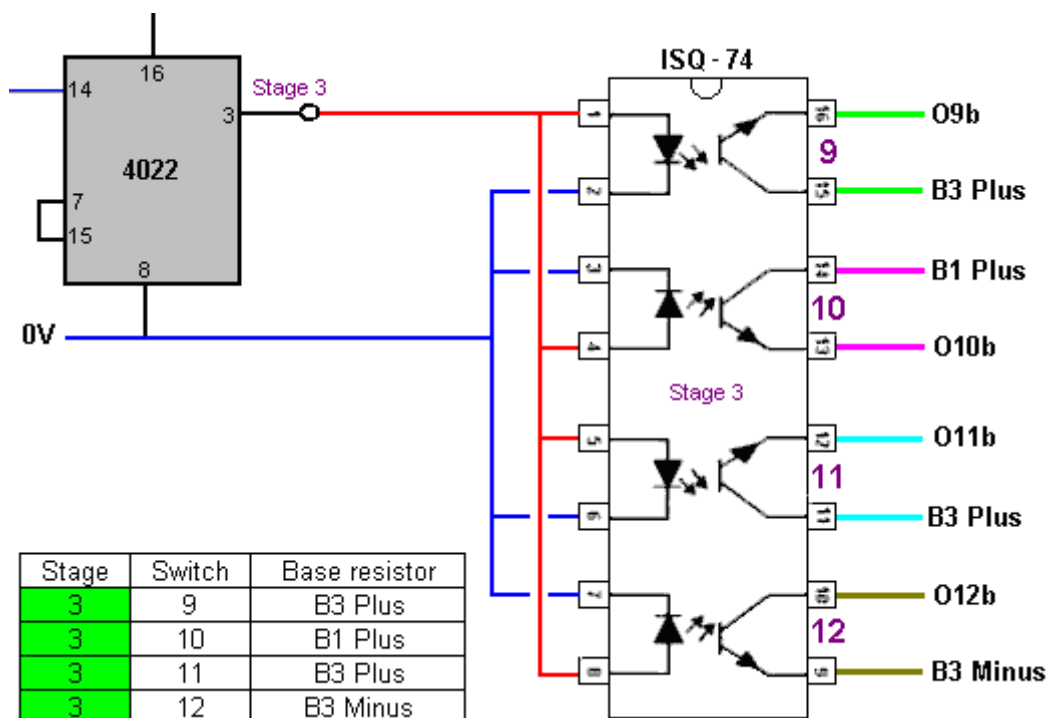 ISQ - 74
16
14
Stage 3
3
4022
7
15
8
0V
1
2
3
4
5
6
7
8
16
15
14
13
12
11
10
9
O9b
9
B3 Plus
B1 Plus
10
O10b
Stage 3
O11b
11
B3 Plus
O12b
12
B3 Minus
Stage Switch Base resistor
3 9 B3 Plus
3 10 B1 Plus
3 11 B3 Plus
3 12 B3 Minus